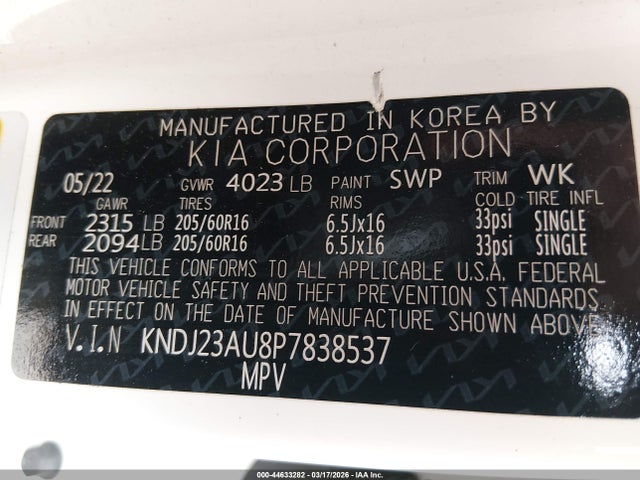 MANUFACTURED IN KOREA BY
KIA CORPORATION
05/22 GVWR 4023 LB PAINT SWP TRIM WK
GAWR TIRES RIMS COLD TIRE INFL
FRONT 2315 LB 205/60R16 6.5Jx16 33psi SINGLE
REAR 2094 LB 205/60R16 6.5Jx16 33psi SINGLE
THIS VEHICLE CONFORMS TO ALL APPLICABLE U.S.A. FEDERAL
MOTOR VEHICLE SAFETY AND THEFT PREVENTION STANDARDS
IN EFFECT ON THE DATE OF MANUFACTURE SHOWN ABOVE
V.I.N KNDJ23AU8P7838537
MPV
000-44633282 - 03/17/2026 - IAAI.COM